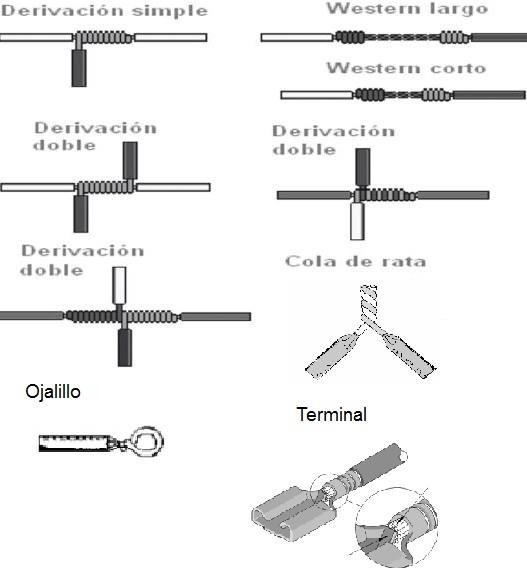 Derivación simple
Western largo
Western corto
Derivación
doble
Derivación
doble
Derivación
doble
Cola de rata
Ojalillo
Terminal